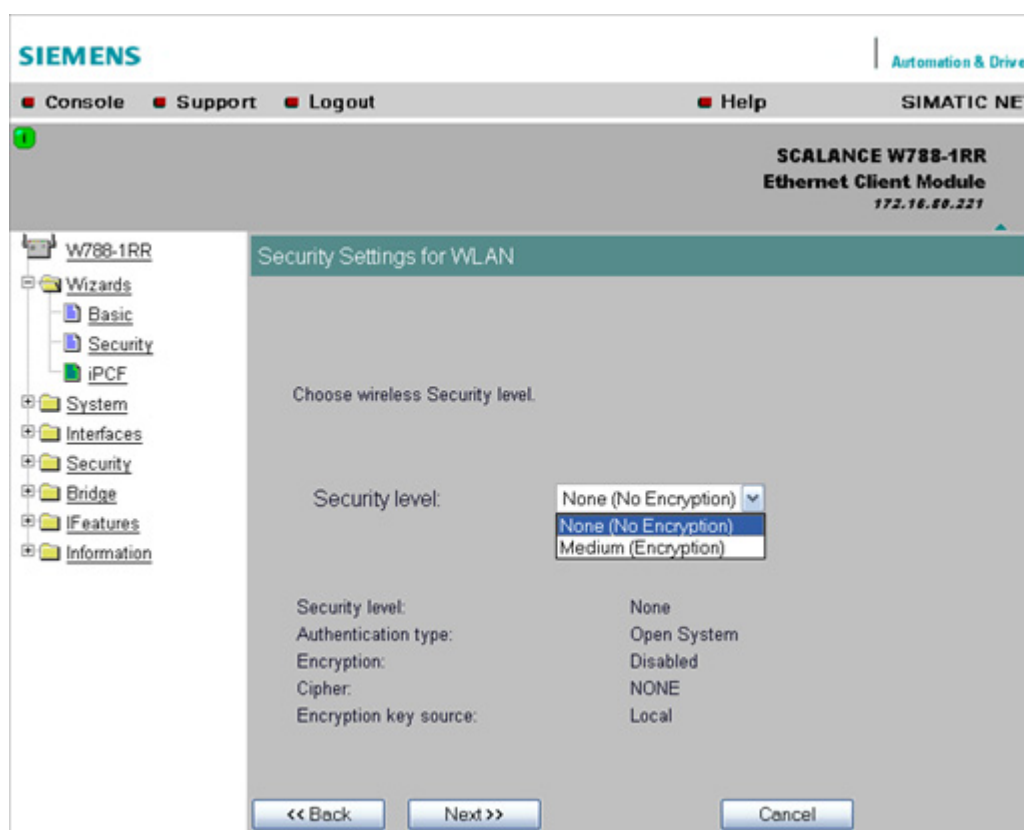 SIEMENS
Automation & Drive
Console Support Logout Help SIMATIC NE
SCALANCE W788-1RR
Ethernet Client Module
172.16.80.221
W788-1RR
Wizards
Basic
Security
iPCF
System
Interfaces
Security
Bridge
IFeatures
Information
Security Settings for WLAN
Choose wireless Security level.
Security level: None (No Encryption)
None (No Encryption)
Medium (Encryption)
Security level: None
Authentication type: Open System
Encryption: Disabled
Cipher: NONE
Encryption key source: Local
<< Back Next >> Cancel